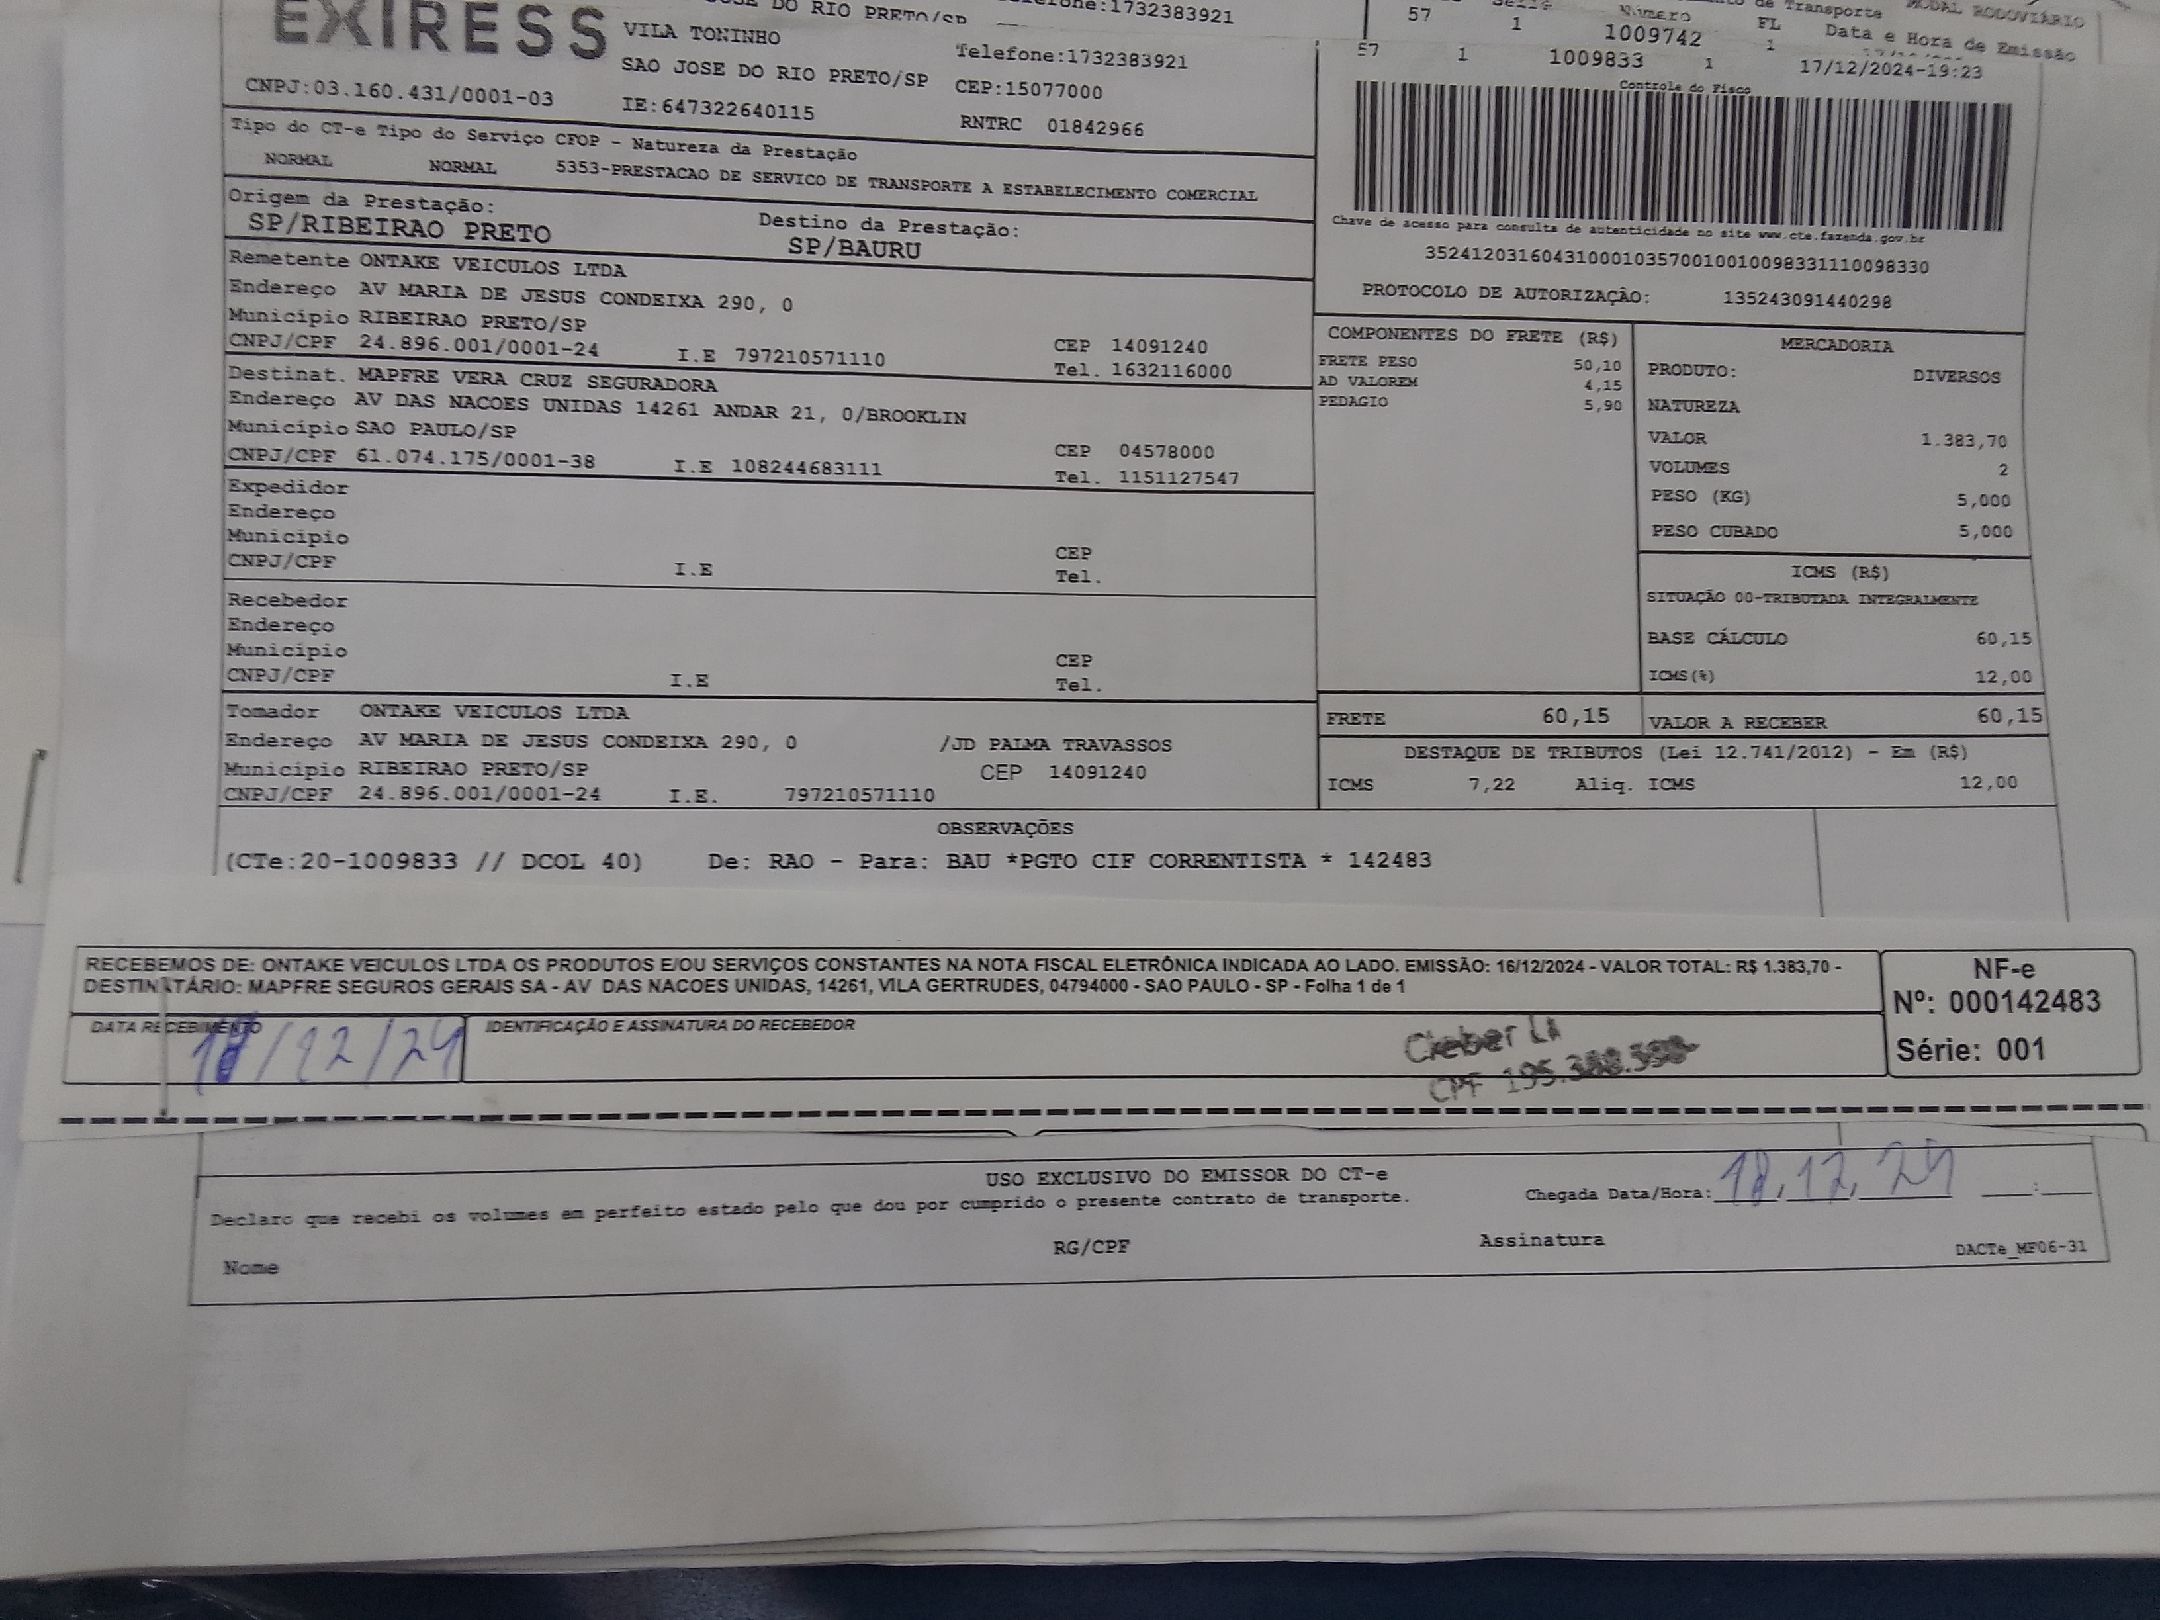 JOSE DO RIO PRETO/SP Telefone:1732383921
57 1 Número FL Data e Hora de Emissão
1009742 1
de Transporte MODAL RODOVIÁRIO
EXIRESS
VILA TONINHO Telefone:1732383921
57 1 1009833 1 17/12/2024-19:23
SAO JOSE DO RIO PRETO/SP CEP:15077000
CNPJ:03.160.431/0001-03 IE:647322640115 RNTRC 01842966
Controle do Fisco
Tipo do CT-e Tipo do Serviço CFOP - Natureza da Prestação
NORMAL NORMAL 5353-PRESTACAO DE SERVICO DE TRANSPORTE A ESTABELECIMENTO COMERCIAL
Origem da Prestação: Destino da Prestação:
SP/RIBEIRAO PRETO SP/BAURU
Chave de acesso para consulta de autenticidade no site www.cte.fazenda.gov.br
35241203160431000103570010010098331110098330
PROTOCOLO DE AUTORIZAÇÃO: 135243091440298
Remetente ONTAKE VEICULOS LTDA
Endereço AV MARIA DE JESUS CONDEIXA 290, 0
Município RIBEIRAO PRETO/SP CEP 14091240
CNPJ/CPF 24.896.001/0001-24 I.E 797210571110 Tel. 1632116000
Destinat. MAPFRE VERA CRUZ SEGURADORA
Endereço AV DAS NACOES UNIDAS 14261 ANDAR 21, 0/BROOKLIN
Município SAO PAULO/SP CEP 04578000
CNPJ/CPF 61.074.175/0001-38 I.E 108244683111 Tel. 1151127547
Expedidor
Endereço
Município CEP
CNPJ/CPF I.E Tel.
Recebedor
Endereço
Município CEP
CNPJ/CPF I.E Tel.
Tomador ONTAKE VEICULOS LTDA
Endereço AV MARIA DE JESUS CONDEIXA 290, 0 /JD PALMA TRAVASSOS
Município RIBEIRAO PRETO/SP CEP 14091240
CNPJ/CPF 24.896.001/0001-24 I.E. 797210571110
COMPONENTES DO FRETE (R$)
FRETE PESO 50,10
AD VALOREM 4,15
PEDAGIO 5,90
MERCADORIA
PRODUTO: DIVERSOS
NATUREZA
VALOR 1.383,70
VOLUMES 2
PESO (KG) 5,000
PESO CUBADO 5,000
ICMS (R$)
SITUAÇÃO 00-TRIBUTADA INTEGRALMENTE
BASE CÁLCULO 60,15
ICMS(%) 12,00
FRETE 60,15 VALOR A RECEBER 60,15
DESTAQUE DE TRIBUTOS (Lei 12.741/2012) - Em (R$)
ICMS 7,22 Aliq. ICMS 12,00
OBSERVAÇÕES
(CTe:20-1009833 // DCOL 40) De: RAO - Para: BAU *PGTO CIF CORRENTISTA * 142483
RECEBEMOS DE: ONTAKE VEICULOS LTDA OS PRODUTOS E/OU SERVIÇOS CONSTANTES NA NOTA FISCAL ELETRÔNICA INDICADA AO LADO. EMISSÃO: 16/12/2024 - VALOR TOTAL: R$ 1.383,70 -
DESTINATÁRIO: MAPFRE SEGUROS GERAIS SA - AV DAS NACOES UNIDAS, 14261, VILA GERTRUDES, 04794000 - SAO PAULO - SP - Folha 1 de 1
DATA RECEBIMENTO IDENTIFICAÇÃO E ASSINATURA DO RECEBEDOR
18/12/24
Cleber
CPF 195.388.
NF-e
Nº: 000142483
Série: 001
USO EXCLUSIVO DO EMISSOR DO CT-e
Declaro que recebi os volumes em perfeito estado pelo que dou por cumprido o presente contrato de transporte. Chegada Data/Hora: 18,12,24 :
Nome RG/CPF Assinatura DACTe_MF06-31